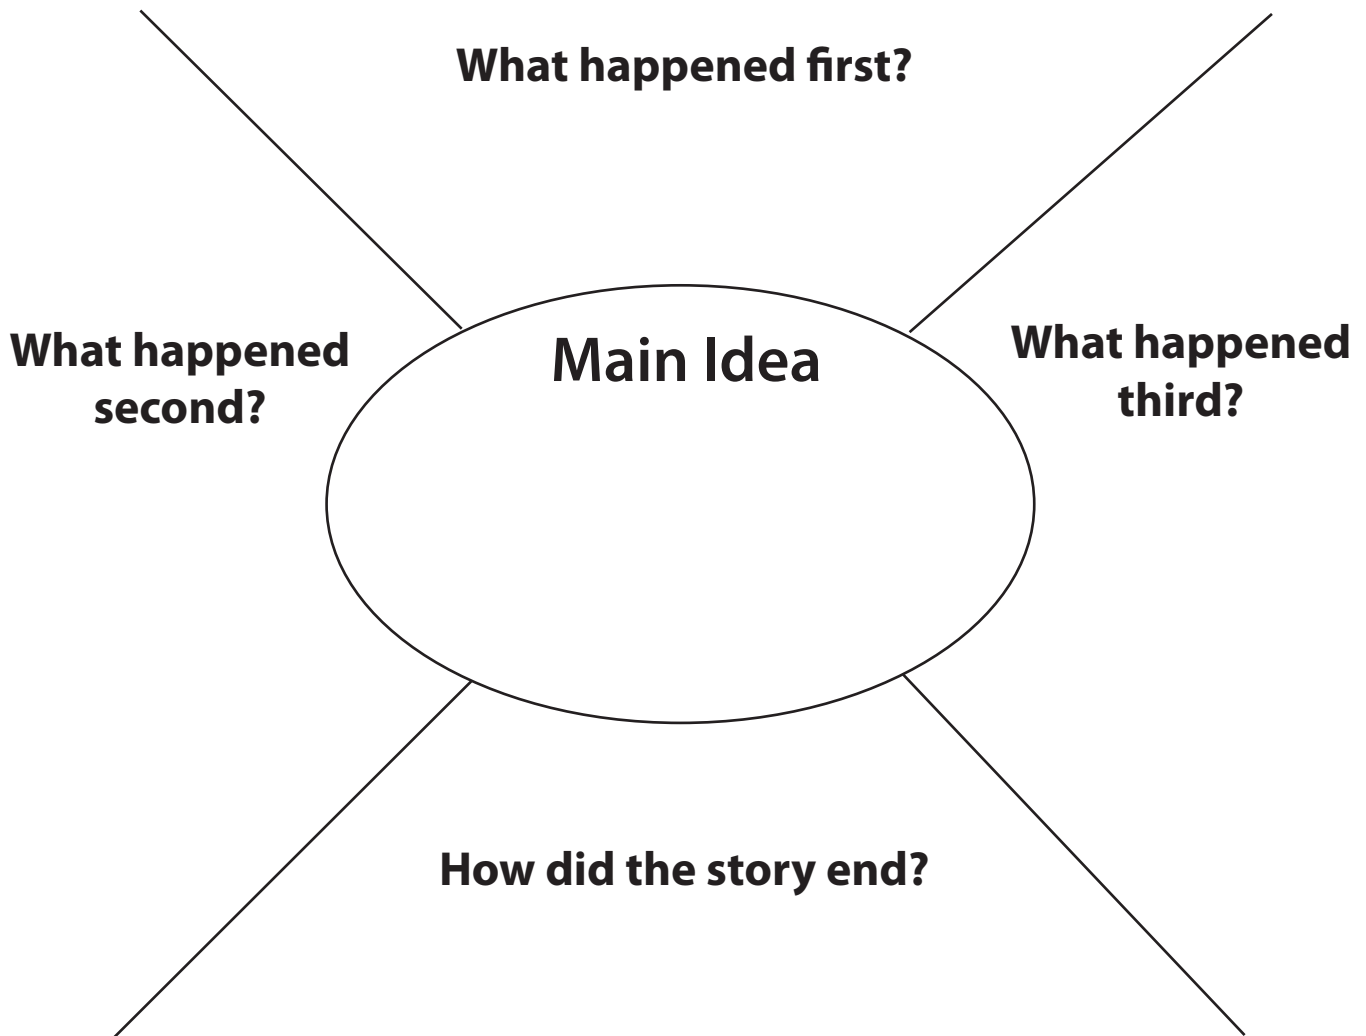 What happened first?
What happened
second?
Main Idea
What happened
third?
How did the story end?